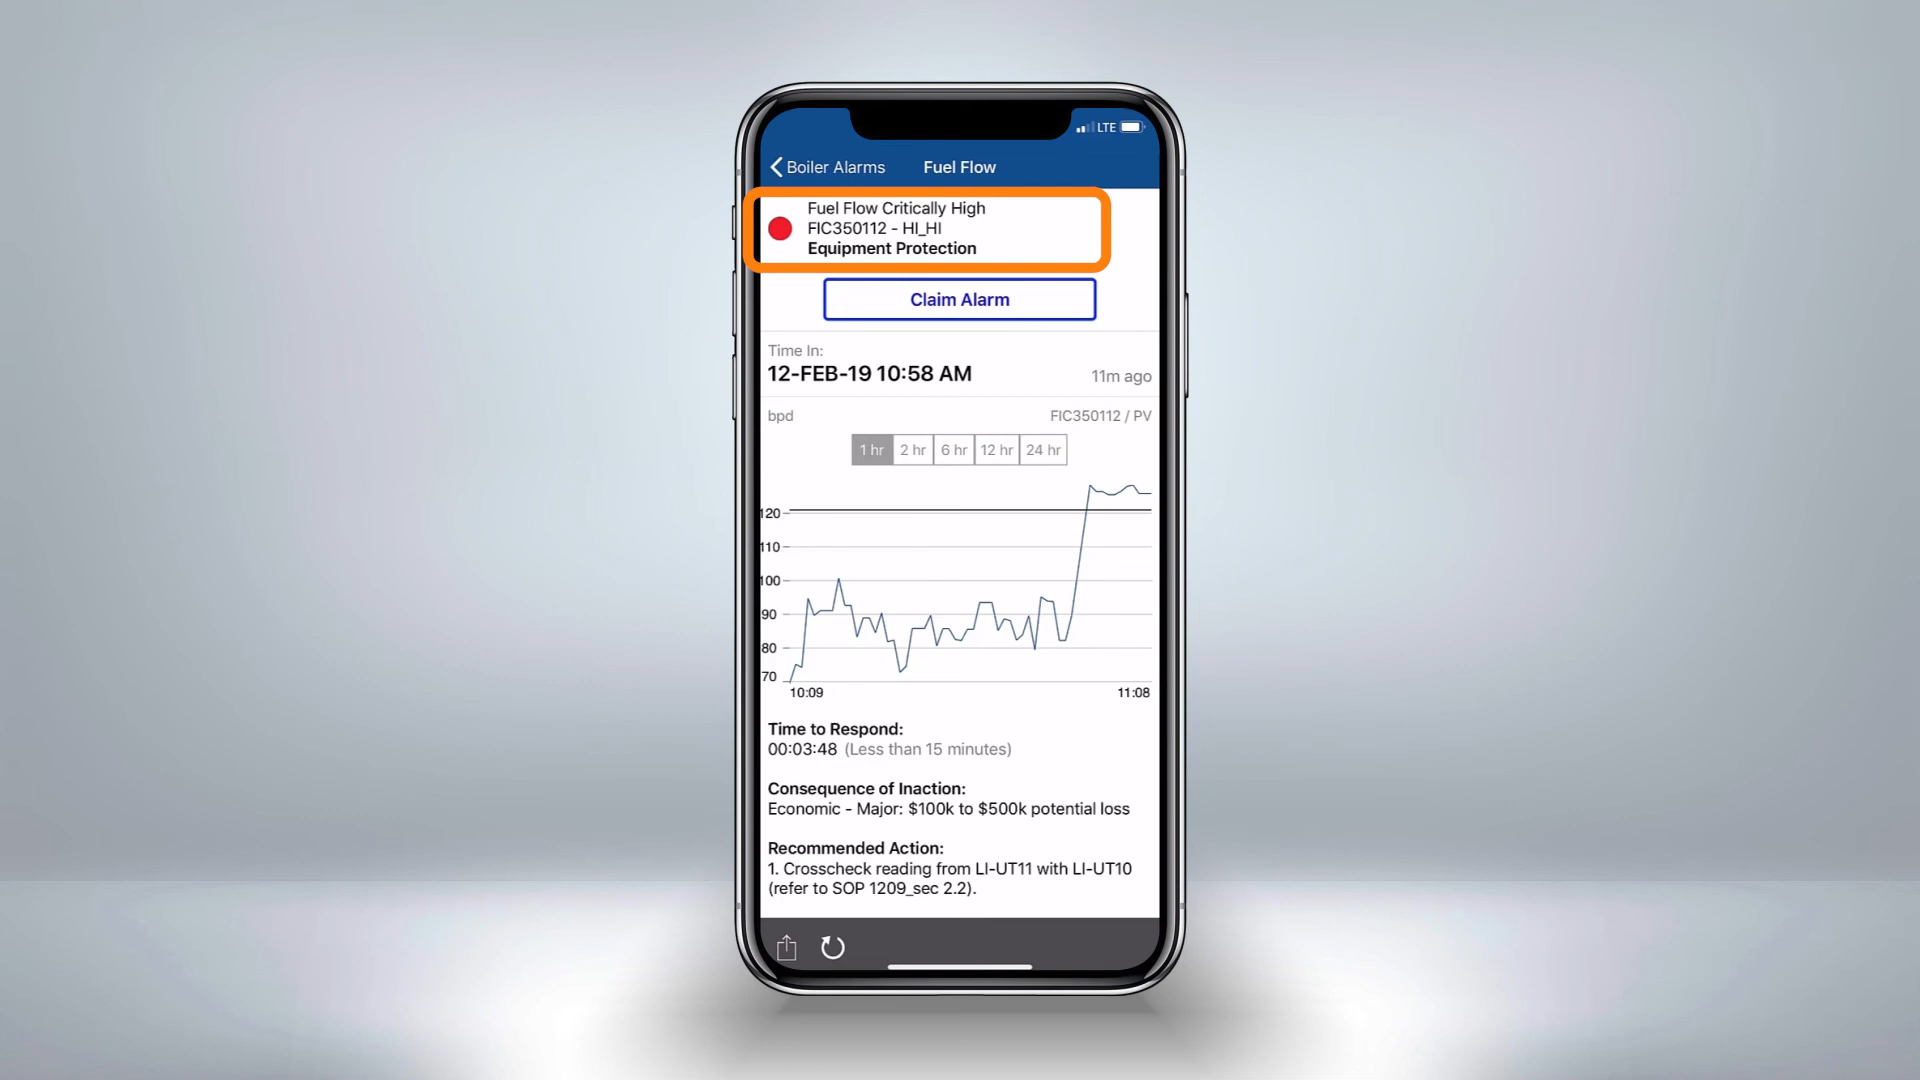 LTE
Boiler Alarms Fuel Flow
Fuel Flow Critically High
FIC350112 - HI_HI
Equipment Protection
Claim Alarm
Time In:
12-FEB-19 10:58 AM 11m ago
bpd FIC350112 / PV
1 hr 2 hr 6 hr 12 hr 24 hr
120
110
100
90
80
70
10:09 11:08
Time to Respond:
00:03:48 (Less than 15 minutes)
Consequence of Inaction:
Economic - Major: $100k to $500k potential loss
Recommended Action:
1. Crosscheck reading from LI-UT11 with LI-UT10
(refer to SOP 1209_sec 2.2).